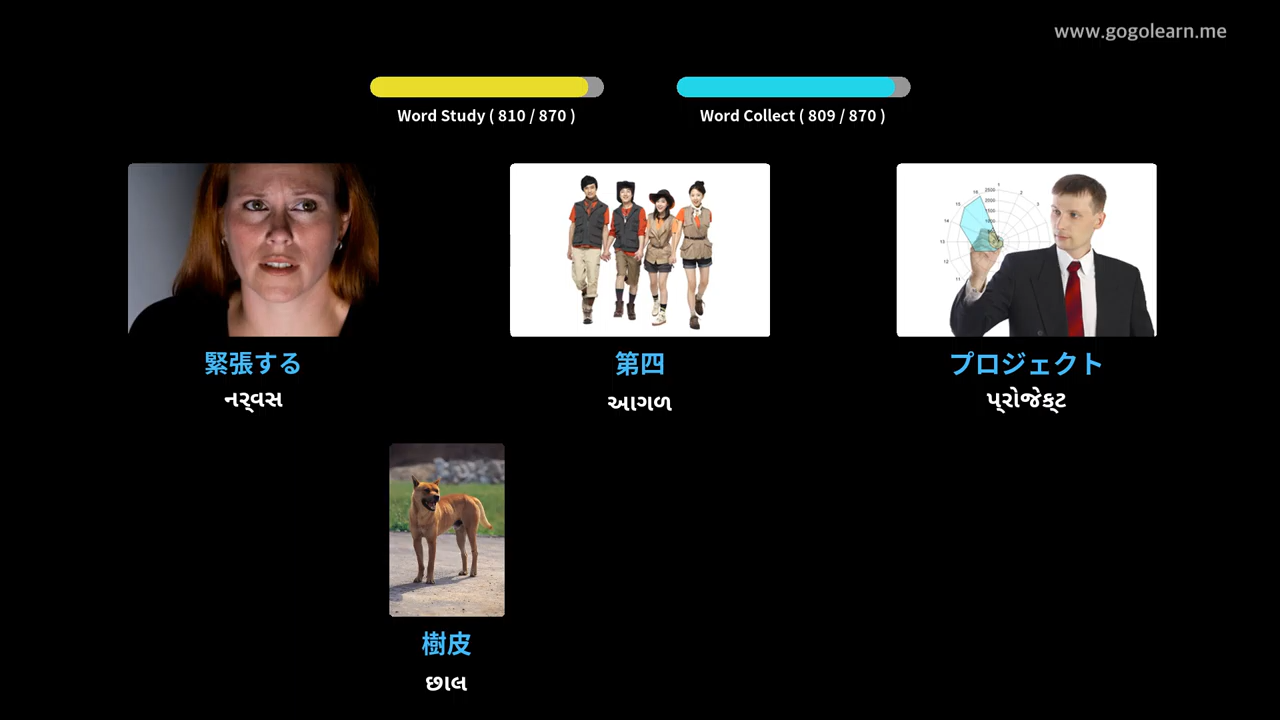 www.gogolearn.me
Word Study ( 810 / 870 )
Word Collect ( 809 / 870 )
緊張する
નર્વસ
第四
આગળ
プロジェクト
પ્રોજેક્ટ
樹皮
છાલ